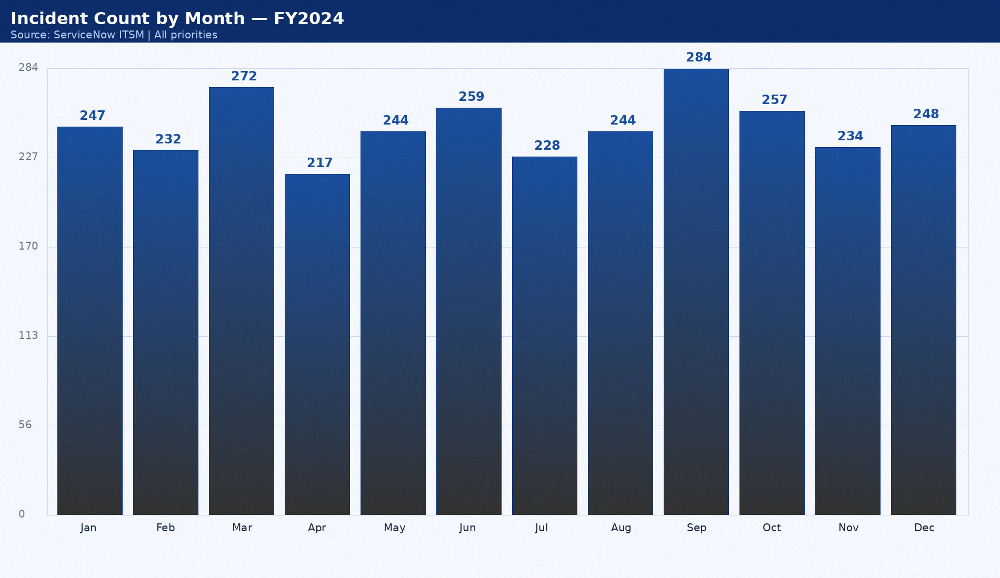 Incident Count by Month — FY2024
Source: ServiceNow ITSM | All priorities
284
227
170
113
56
0
247
232
272
217
244
259
228
244
284
257
234
248
Jan
Feb
Mar
Apr
May
Jun
Jul
Aug
Sep
Oct
Nov
Dec